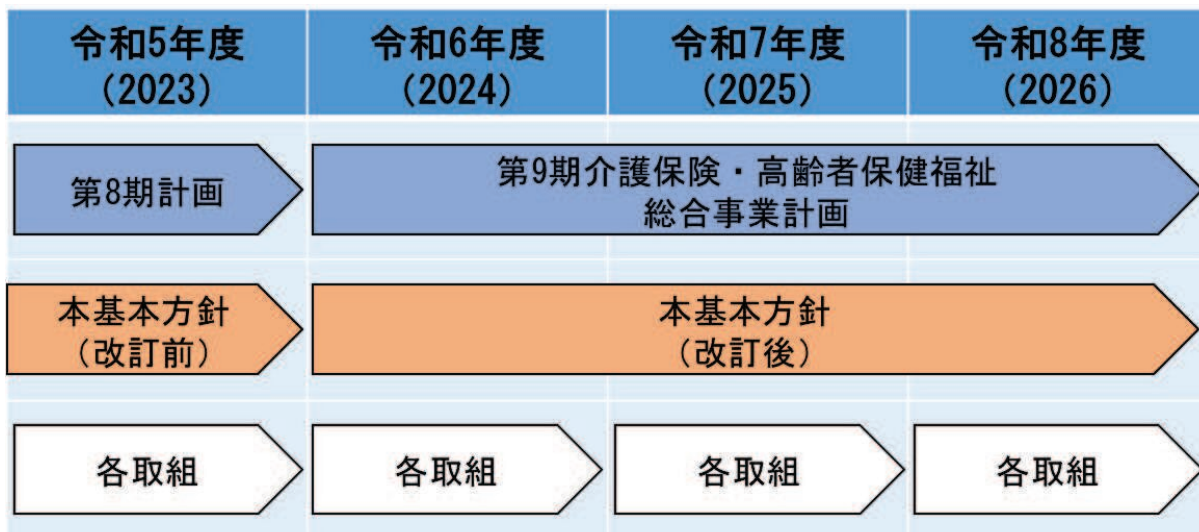 令和5年度
(2023)
令和6年度
(2024)
令和7年度
(2025)
令和8年度
(2026)
第8期計画
第9期介護保険・高齢者保健福祉
総合事業計画
本基本方針
(改訂前)
本基本方針
(改訂後)
各取組
各取組
各取組
各取組